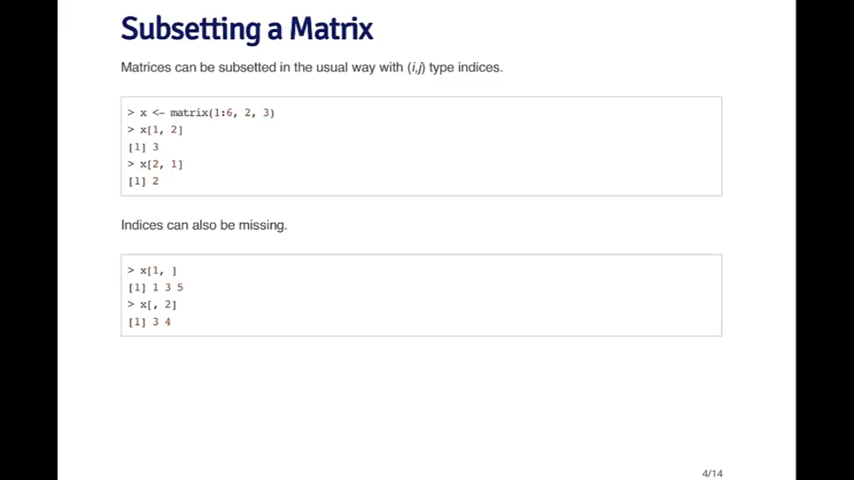 Subsetting a Matrix
Matrices can be subsetted in the usual way with (i,j) type indices.
> x <- matrix(1:6, 2, 3)
> x[1, 2]
[1] 3
> x[2, 1]
[1] 2
Indices can also be missing.
> x[1, ]
[1] 1 3 5
> x[, 2]
[1] 3 4
4/14